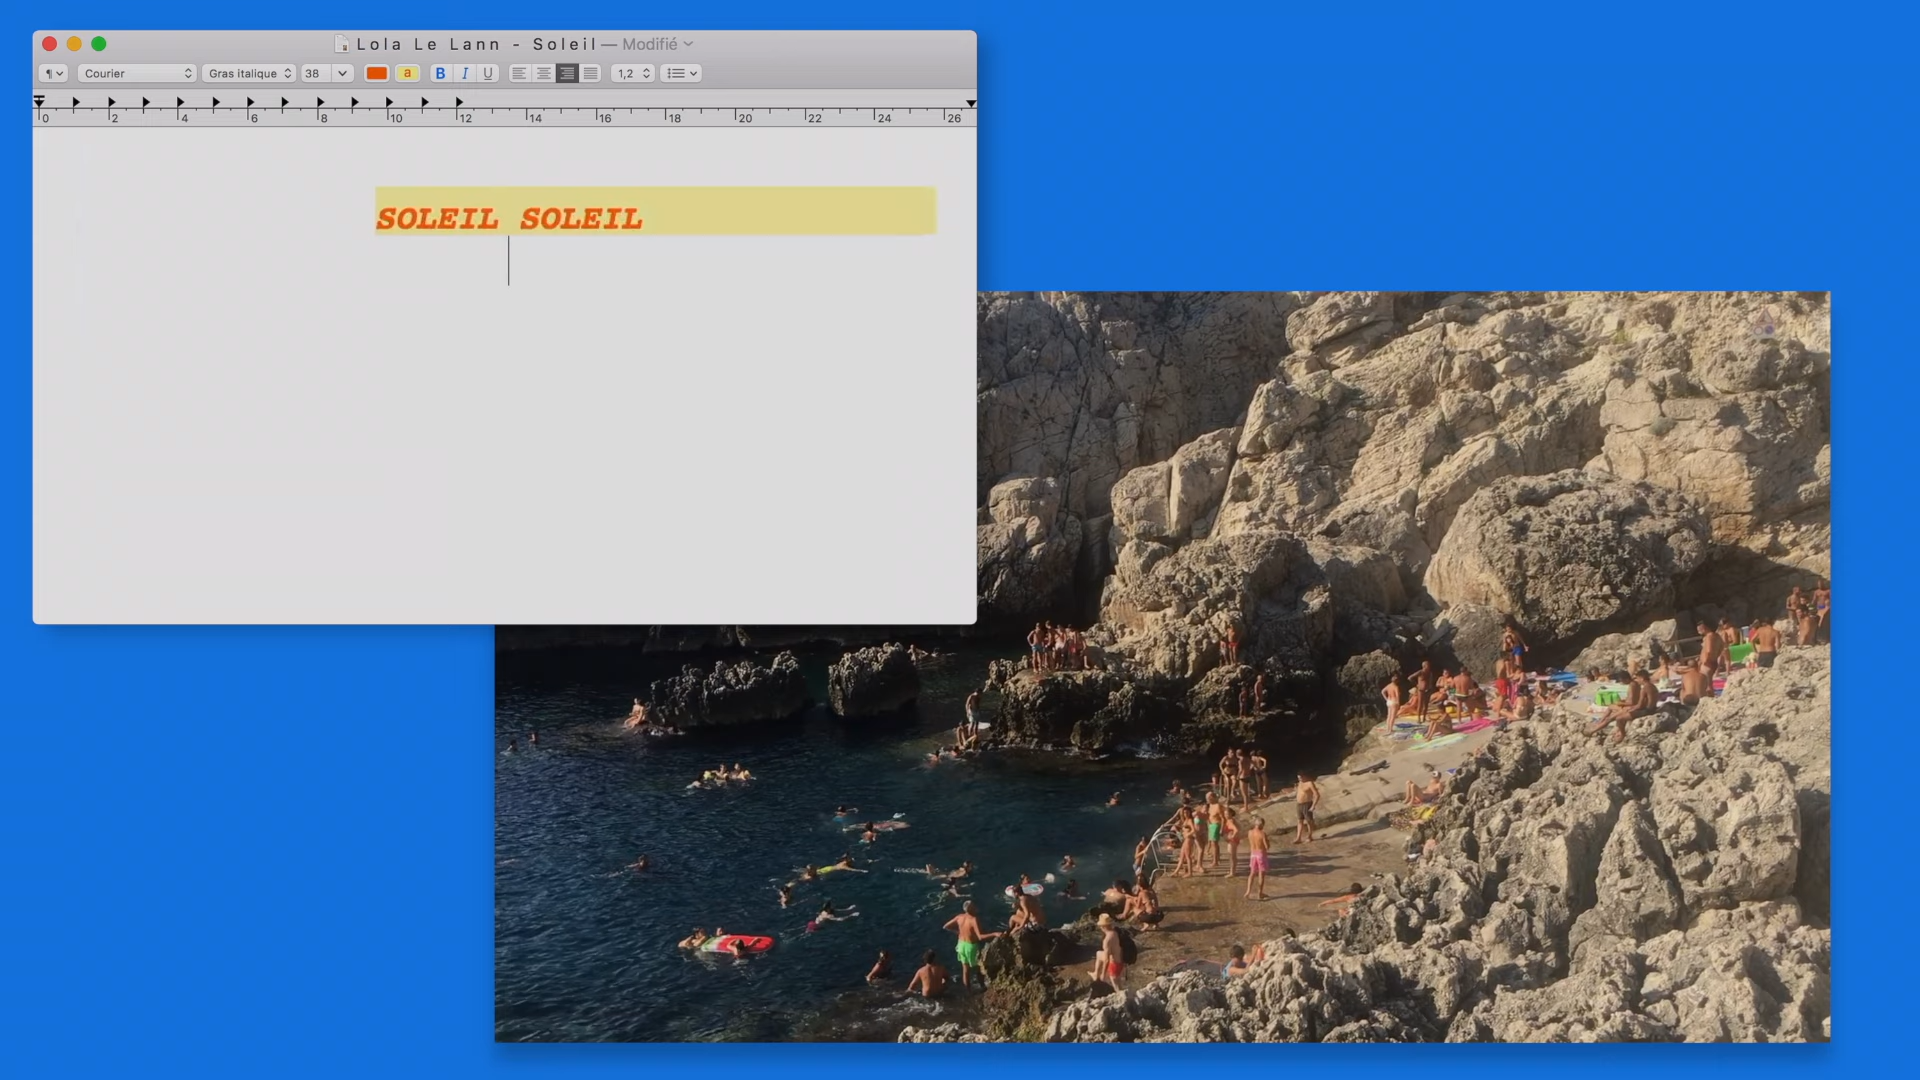 Lola Le Lann - Soleil — Modifié
¶ Courier Gras italique 38 a B I U 1,2
0 2 4 6 8 10 12 14 16 18 20 22 24 26
SOLEIL SOLEIL